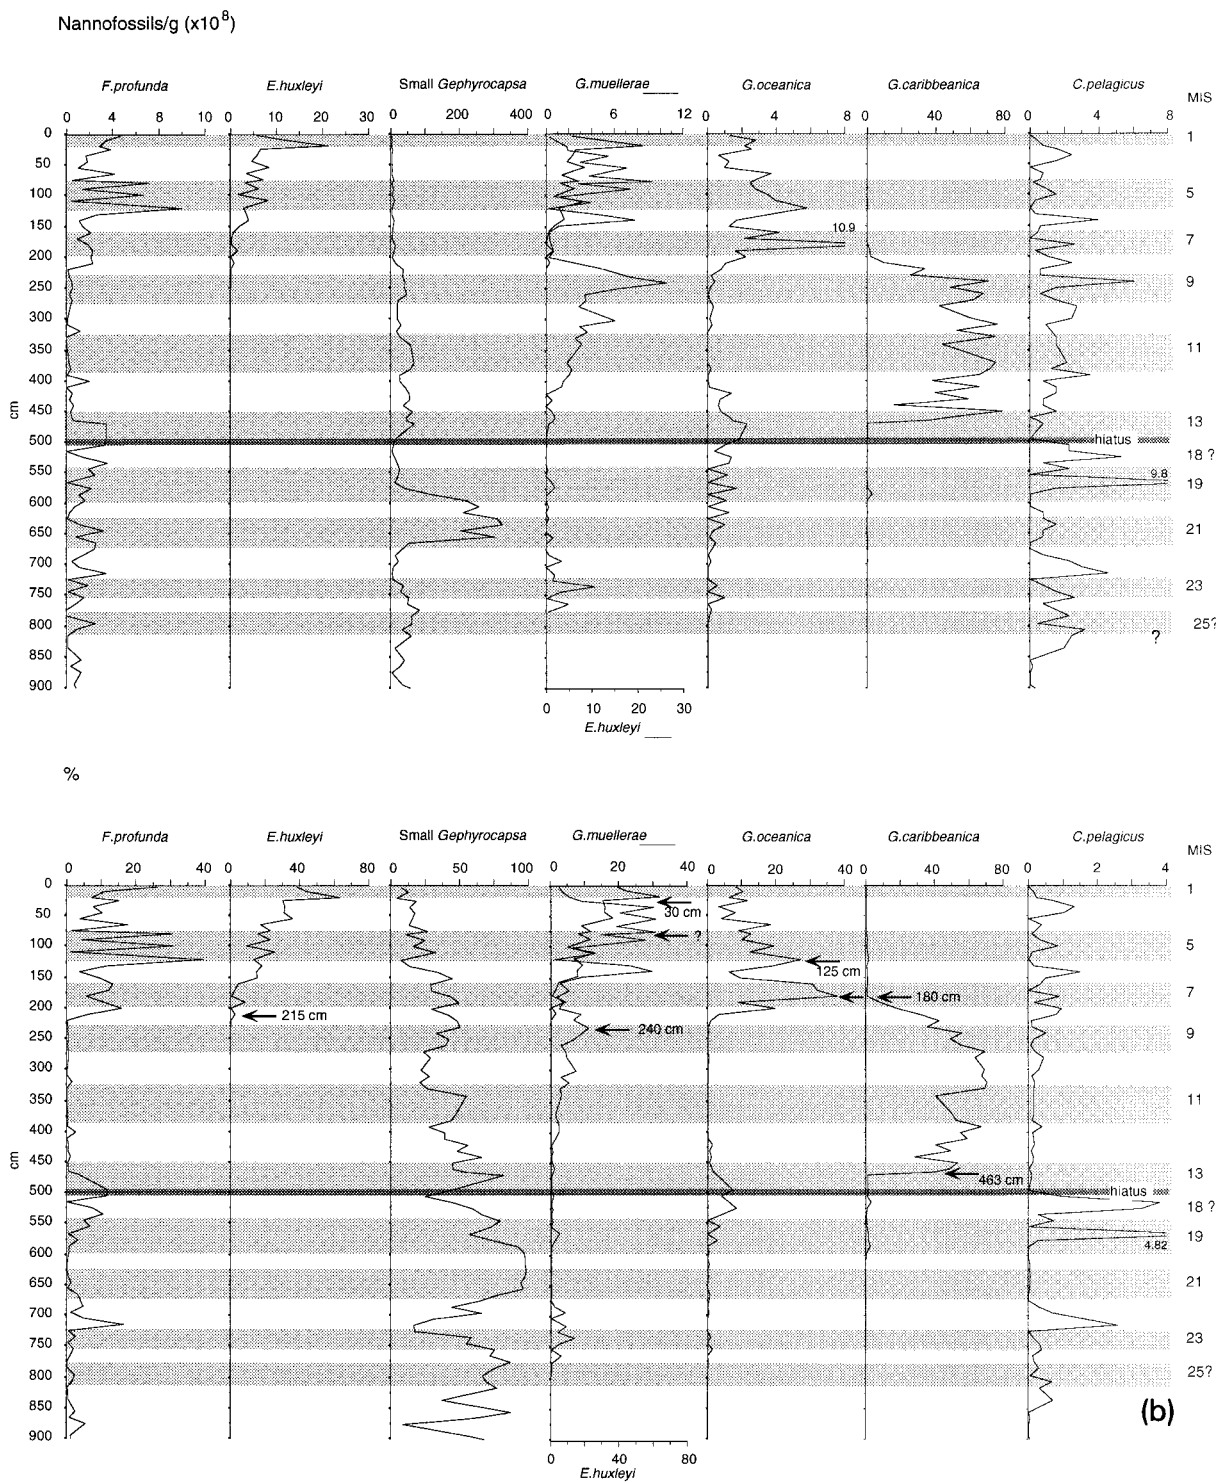 Nannofossils/g (x10⁸)
F.profunda E.huxleyi Small Gephyrocapsa G.muellerae G.oceanica G.caribbeanica C.pelagicus
MIS
0 4 8 10 0 10 20 30 0 200 400 0 6 12 0 4 8 0 40 80 0 4 8
0 1
50
100 5
150
10.9
7
200
250 9
300
350 11
400
450
13
cm
500 hiatus
18 ?
550
9.8
19
600
650 21
700
750 23
800 25?
?
850
900
0 10 20 30
E.huxleyi
%
F.profunda E.huxleyi Small Gephyrocapsa G.muellerae G.oceanica G.caribbeanica C.pelagicus
MIS
0 20 40 0 20 40 60 80 0 50 100 0 20 40 0 20 40 0 40 80 0 2 4
0 1
30 cm
50
?
100 5
125 cm
150
180 cm
7
200
215 cm
240 cm
250 9
300
350 11
400
450
463 cm
13
cm
500 hiatus
18 ?
550
19
4.82
600
650 21
700
750 23
800 25?
850
(b)
900
0 40 80
E.huxleyi